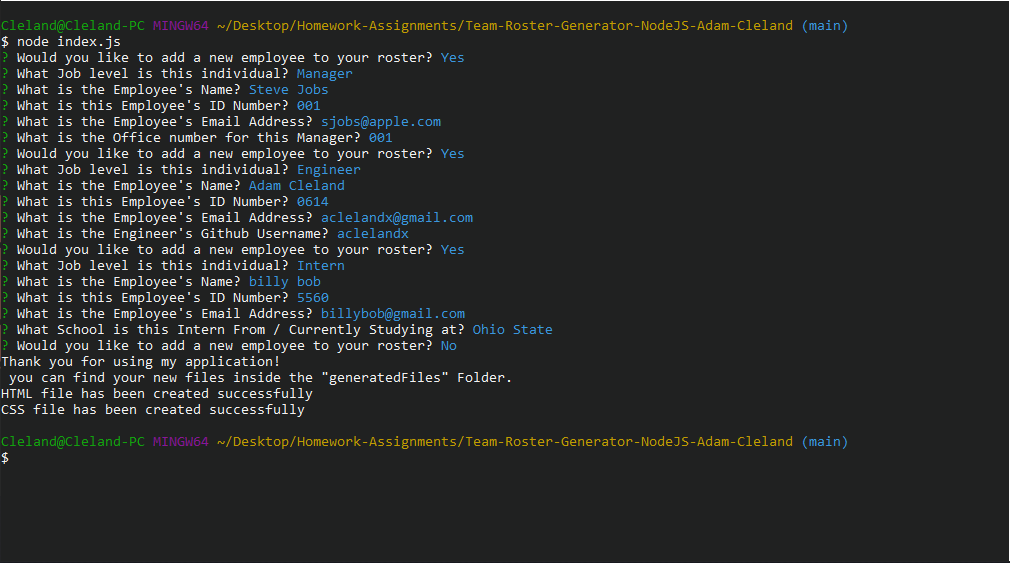 Cleland@Cleland-PC MINGW64 ~/Desktop/Homework-Assignments/Team-Roster-Generator-NodeJS-Adam-Cleland (main)
$ node index.js
? Would you like to add a new employee to your roster? Yes
? What Job level is this individual? Manager
? What is the Employee's Name? Steve Jobs
? What is this Employee's ID Number? 001
? What is the Employee's Email Address? sjobs@apple.com
? What is the Office number for this Manager? 001
? Would you like to add a new employee to your roster? Yes
? What Job level is this individual? Engineer
? What is the Employee's Name? Adam Cleland
? What is this Employee's ID Number? 0614
? What is the Employee's Email Address? aclelandx@gmail.com
? What is the Engineer's Github Username? aclelandx
? Would you like to add a new employee to your roster? Yes
? What Job level is this individual? Intern
? What is the Employee's Name? billy bob
? What is this Employee's ID Number? 5560
? What is the Employee's Email Address? billybob@gmail.com
? What School is this Intern From / Currently Studying at? Ohio State
? Would you like to add a new employee to your roster? No
Thank you for using my application!
 you can find your new files inside the "generatedFiles" Folder.
HTML file has been created successfully
CSS file has been created successfully
Cleland@Cleland-PC MINGW64 ~/Desktop/Homework-Assignments/Team-Roster-Generator-NodeJS-Adam-Cleland (main)
$